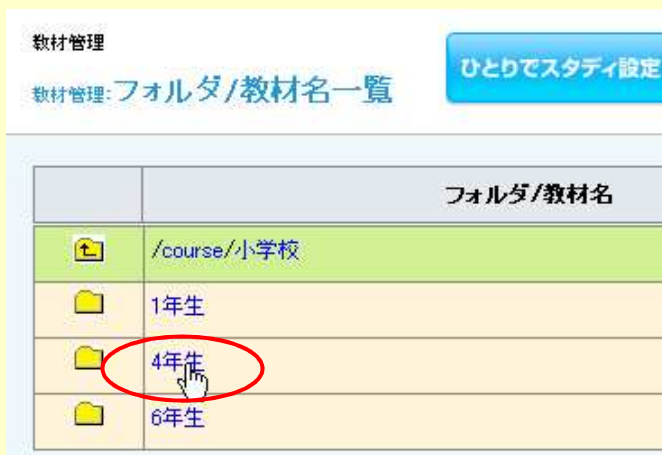 教材管理
ひとりでスタディ設定
教材管理:フォルダ/教材名一覧
フォルダ/教材名
/course/小学校
1年生
4年生
6年生